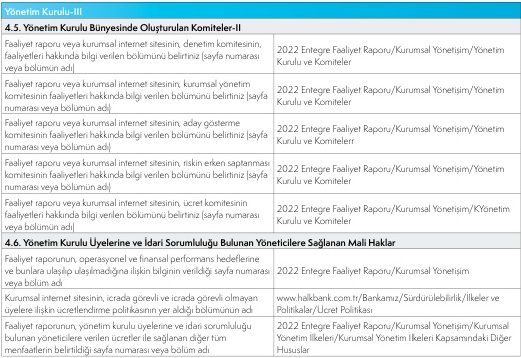 Yönetim Kurulu-III
4.5. Yönetim Kurulu Bünyesinde Oluşturulan Komiteler-II
Faaliyet raporu veya kurumsal internet sitesinin, denetim komitesinin,
faaliyetleri hakkında bilgi verilen bölümünü belirtiniz (sayfa numarası
veya bölümün adı)
2022 Entegre Faaliyet Raporu/Kurumsal Yönetişim/Yönetim
Kurulu ve Komiteler
Faaliyet raporu veya kurumsal internet sitesinin, kurumsal yönetim
komitesinin faaliyetleri hakkında bilgi verilen bölümünü belirtiniz (sayfa
numarası veya bölümün adı)
2022 Entegre Faaliyet Raporu/Kurumsal Yönetişim/Yönetim
Kurulu ve Komiteler
Faaliyet raporu veya kurumsal internet sitesinin, aday gösterme
komitesinin faaliyetleri hakkında bilgi verilen bölümünü belirtiniz (sayfa
numarası veya bölümün adı)
2022 Entegre Faaliyet Raporu/Kurumsal Yönetişim/Yönetim
Kurulu ve Komitelerr
Faaliyet raporu veya kurumsal internet sitesinin, riskin erken saptanması
komitesinin faaliyetleri hakkında bilgi verilen bölümünü belirtiniz (sayfa
numarası veya bölümün adı)
2022 Entegre Faaliyet Raporu/Kurumsal Yönetişim/Yönetim
Kurulu ve Komiteler
Faaliyet raporu veya kurumsal internet sitesinin, ücret komitesinin
faaliyetleri hakkında bilgi verilen bölümünü belirtiniz (sayfa numarası
veya bölümün adı)
2022 Entegre Faaliyet Raporu/Kurumsal Yönetişim/KYönetim
Kurulu ve Komiteler
4.6. Yönetim Kurulu Üyelerine ve İdari Sorumluluğu Bulunan Yöneticilere Sağlanan Mali Haklar
Faaliyet raporunun, operasyonel ve finansal performans hedeflerine
ve bunlara ulaşılıp ulaşılmadığına ilişkin bilginin verildiği sayfa numarası
veya bölüm adı
2022 Entegre Faaliyet Raporu/Kurumsal Yönetişim
Kurumsal internet sitesinin, icrada görevli ve icrada görevli olmayan
üyelere ilişkin ücretlendirme politikasının yer aldığı bölümünün adı
www.halkbank.com.tr/Bankamız/Sürdürülebilirlik/İlkeler ve
Politikalar/Ücret Politikası
Faaliyet raporunun, yönetim kurulu üyelerine ve idari sorumluluğu
bulunan yöneticilere verilen ücretler ile sağlanan diğer tüm
menfaatlerin belirtildiği sayfa numarası veya bölüm adı
2022 Entegre Faaliyet Raporu/Kurumsal Yönetişim/Kurumsal
Yönetim İlkeleri/Kurumsal Yönetim İlkeleri Kapsamındaki Diğer
Hususlar